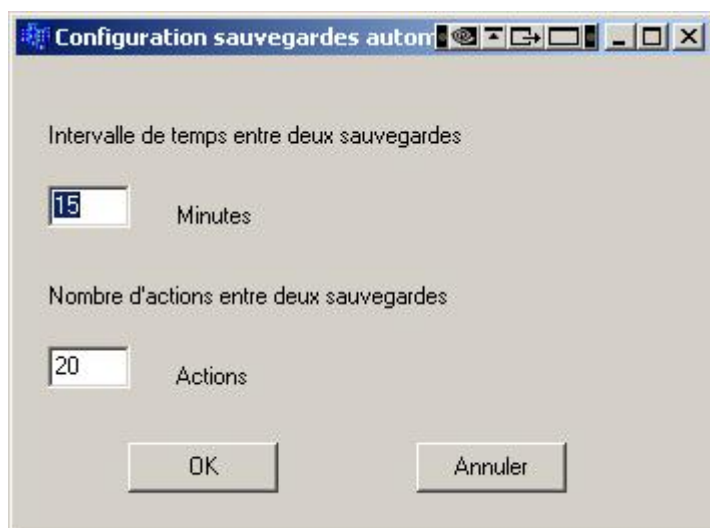 Configuration sauvegardes autom
Intervalle de temps entre deux sauvegardes
15 Minutes
Nombre d'actions entre deux sauvegardes
20 Actions
OK Annuler